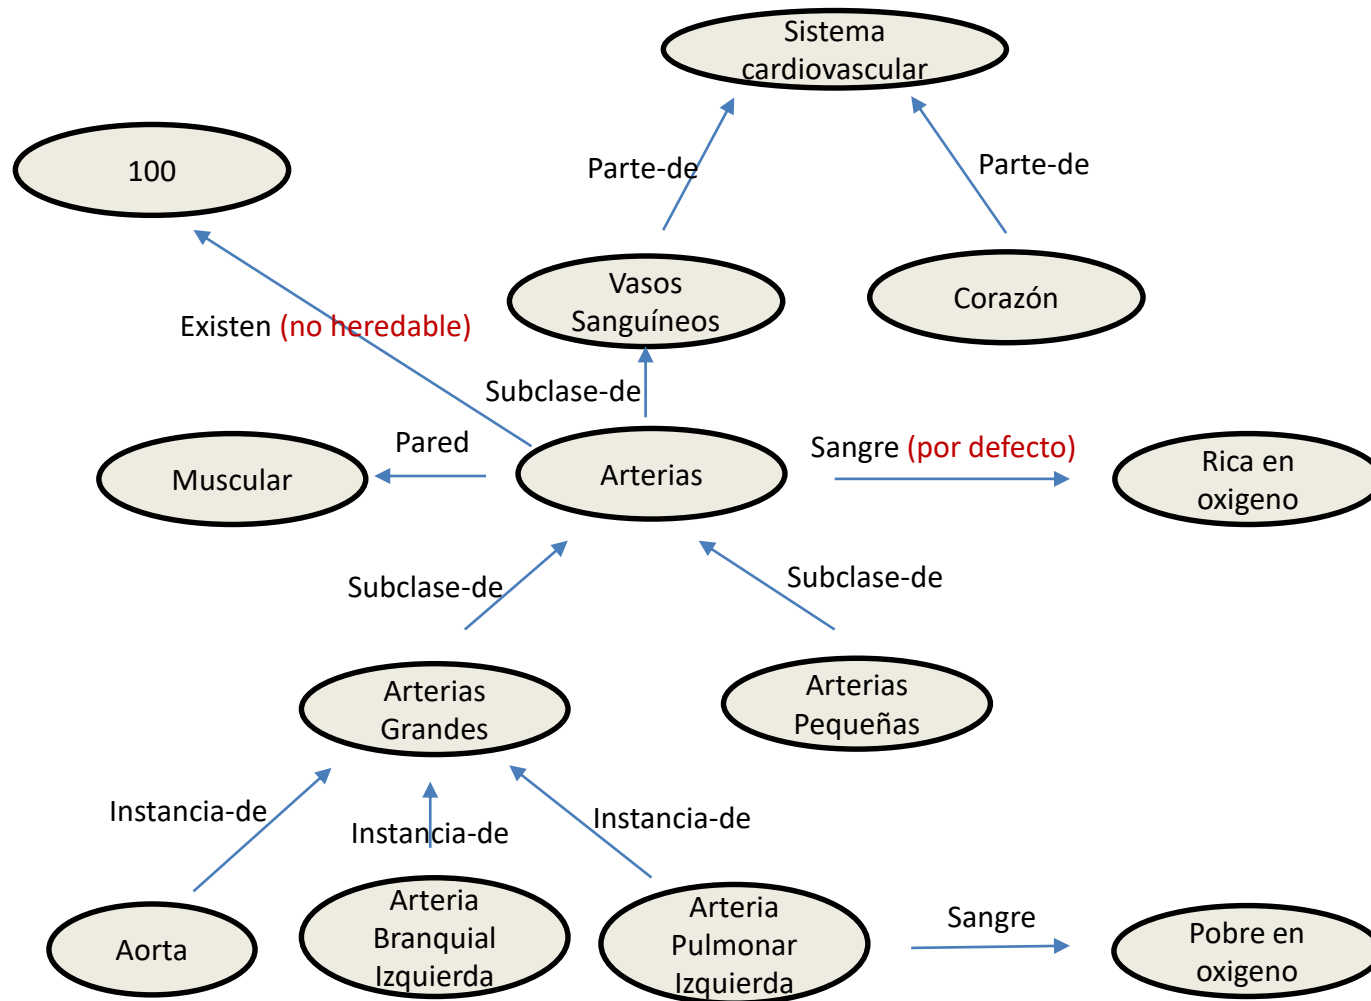 Sistema
cardiovascular
100
Parte-de
Parte-de
Vasos
Sanguíneos
Corazón
Existen (no heredable)
Subclase-de
Pared
Sangre (por defecto)
Muscular
Arterias
Rica en
oxigeno
Subclase-de
Subclase-de
Arterias
Grandes
Arterias
Pequeñas
Instancia-de
Instancia-de
Instancia-de
Aorta
Arteria
Branquial
Izquierda
Arteria
Pulmonar
Izquierda
Sangre
Pobre en
oxigeno